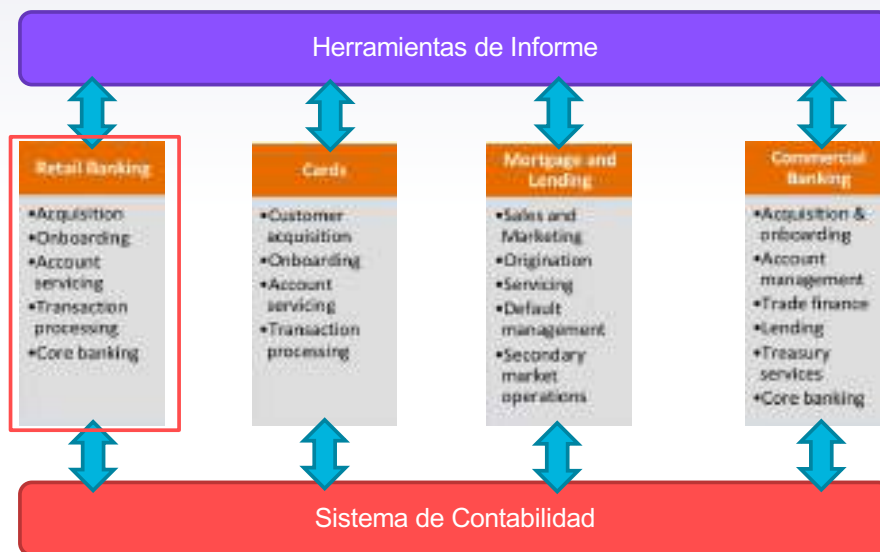 Herramientas de Informe
Retail Banking
•Acquisition
•Onboarding
•Account
servicing
•Transaction
processing
•Core banking
Cards
•Customer
acquisition
•Onboarding
•Account
servicing
•Transaction
processing
Mortgage and
Lending
•Sales and
Marketing
•Origination
•Servicing
•Default
management
•Secondary
market
operations
Commercial
Banking
•Acquisition &
onboarding
•Account
management
•Trade finance
•Lending
•Treasury
services
•Core banking
Sistema de Contabilidad